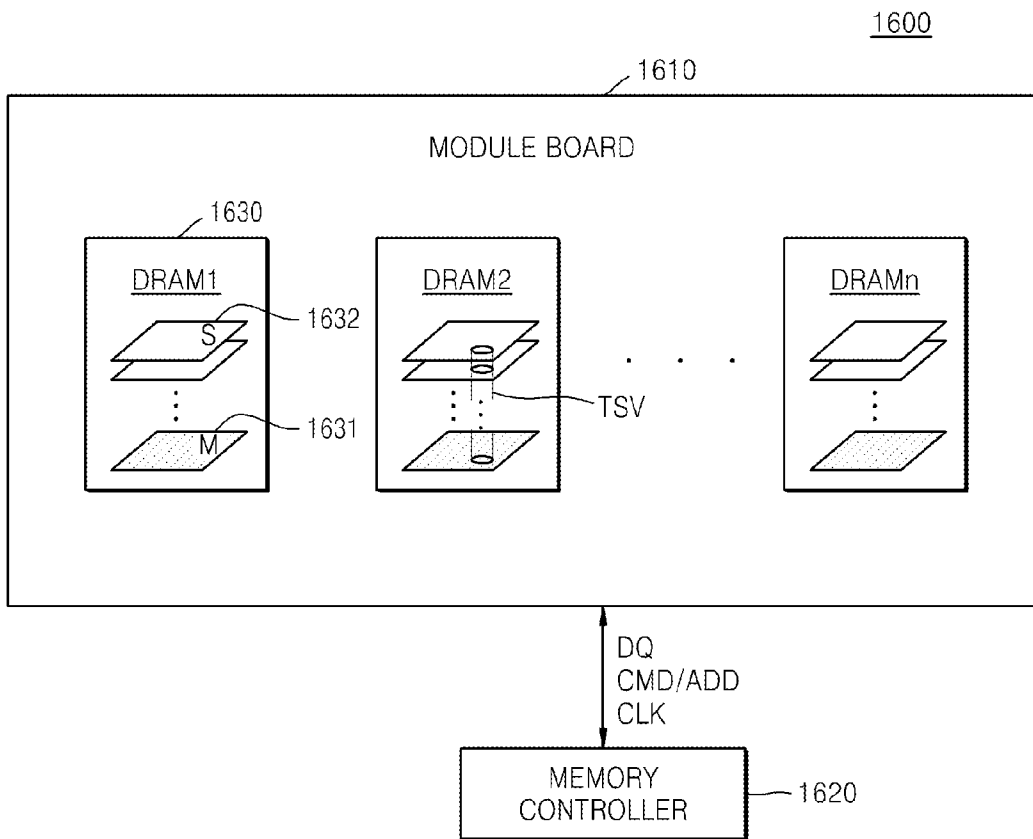 1600
1610
MODULE BOARD
1630
DRAM1
DRAM2
DRAMn
1632
S
TSV
1631
M
DQ
CMD/ADD
CLK
MEMORY
CONTROLLER
1620